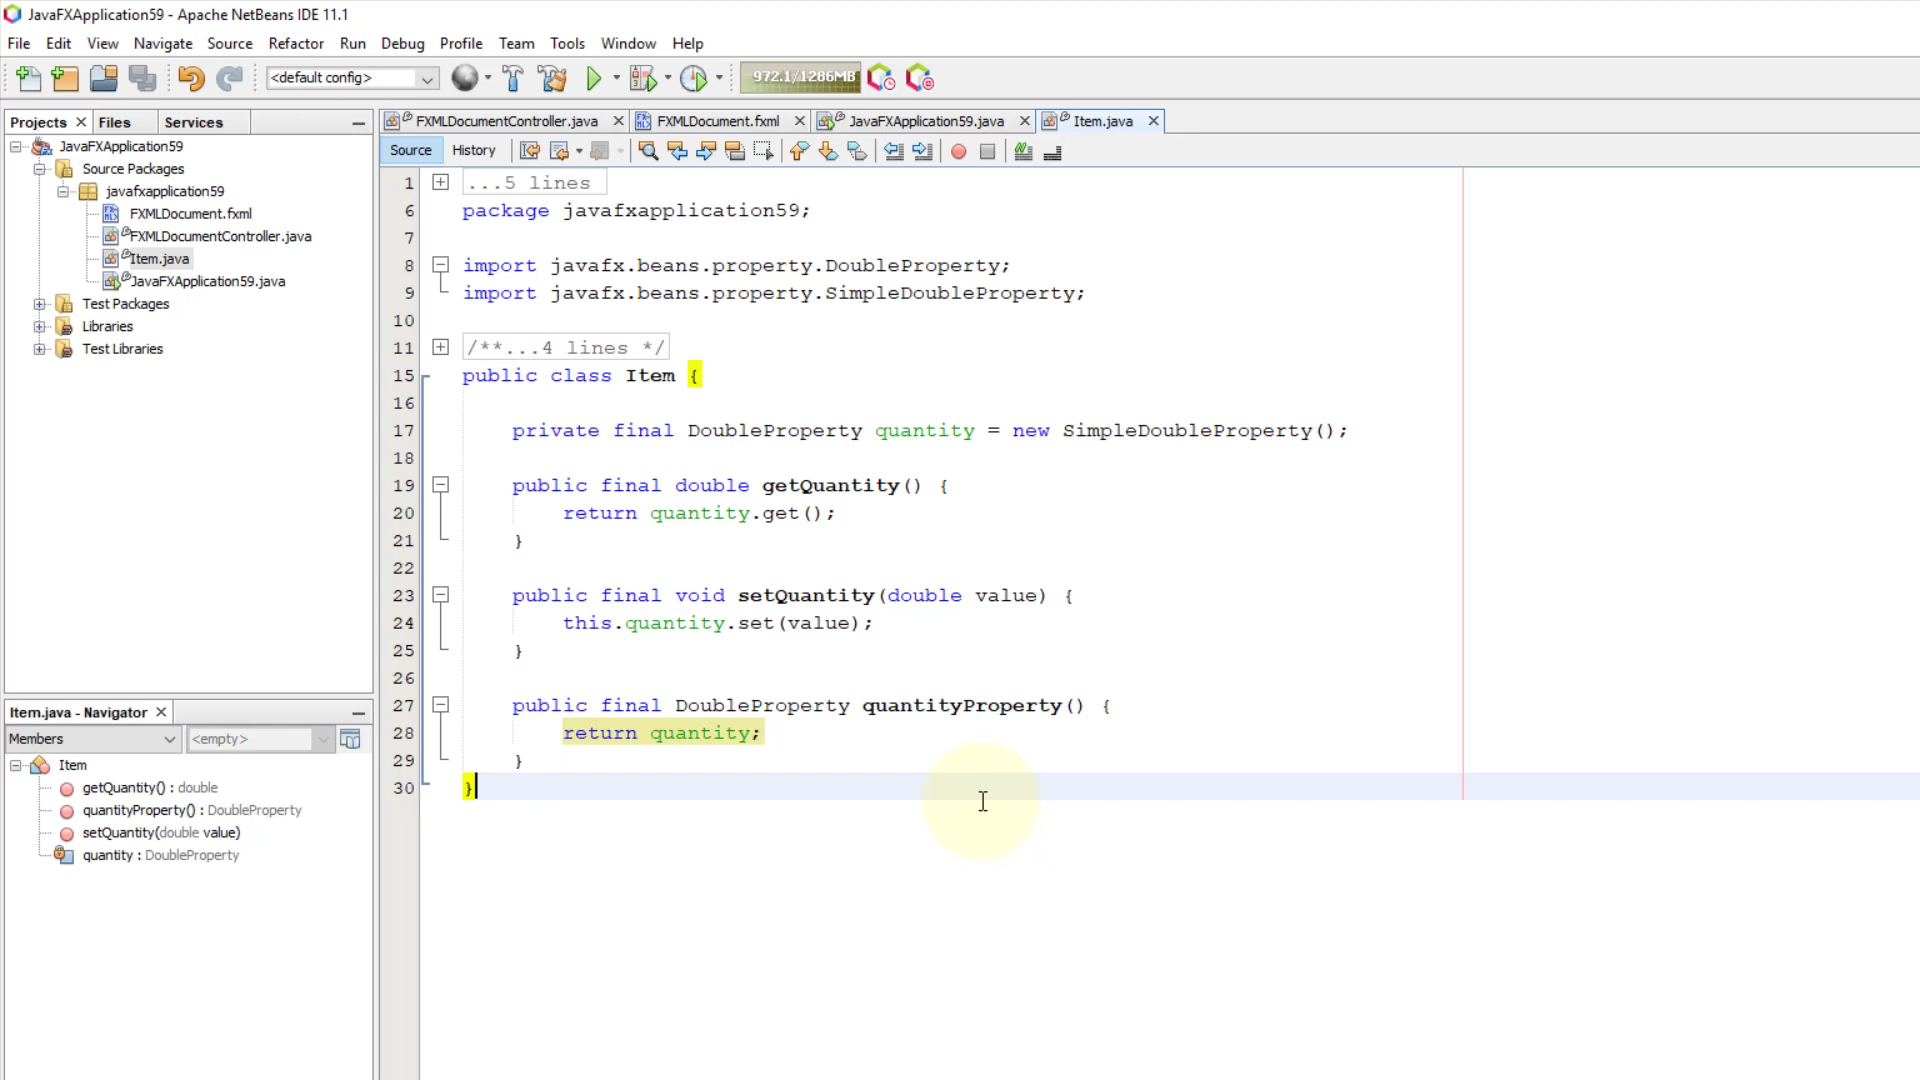 JavaFXApplication59 - Apache NetBeans IDE 11.1
File Edit View Navigate Source Refactor Run Debug Profile Team Tools Window Help
<default config> 972.1/1286MB
Projects Files Services
JavaFXApplication59
Source Packages
javafxapplication59
FXMLDocument.fxml
FXMLDocumentController.java
Item.java
JavaFXApplication59.java
Test Packages
Libraries
Test Libraries
Item.java - Navigator
Members <empty>
Item
getQuantity() : double
quantityProperty() : DoubleProperty
setQuantity(double value)
quantity : DoubleProperty
FXMLDocumentController.java FXMLDocument.fxml JavaFXApplication59.java Item.java
Source History
1 ...5 lines
6 package javafxapplication59;
7
8 import javafx.beans.property.DoubleProperty;
9 import javafx.beans.property.SimpleDoubleProperty;
10
11 /**...4 lines */
15 public class Item {
16
17 private final DoubleProperty quantity = new SimpleDoubleProperty();
18
19 public final double getQuantity() {
20 return quantity.get();
21 }
22
23 public final void setQuantity(double value) {
24 this.quantity.set(value);
25 }
26
27 public final DoubleProperty quantityProperty() {
28 return quantity;
29 }
30 }